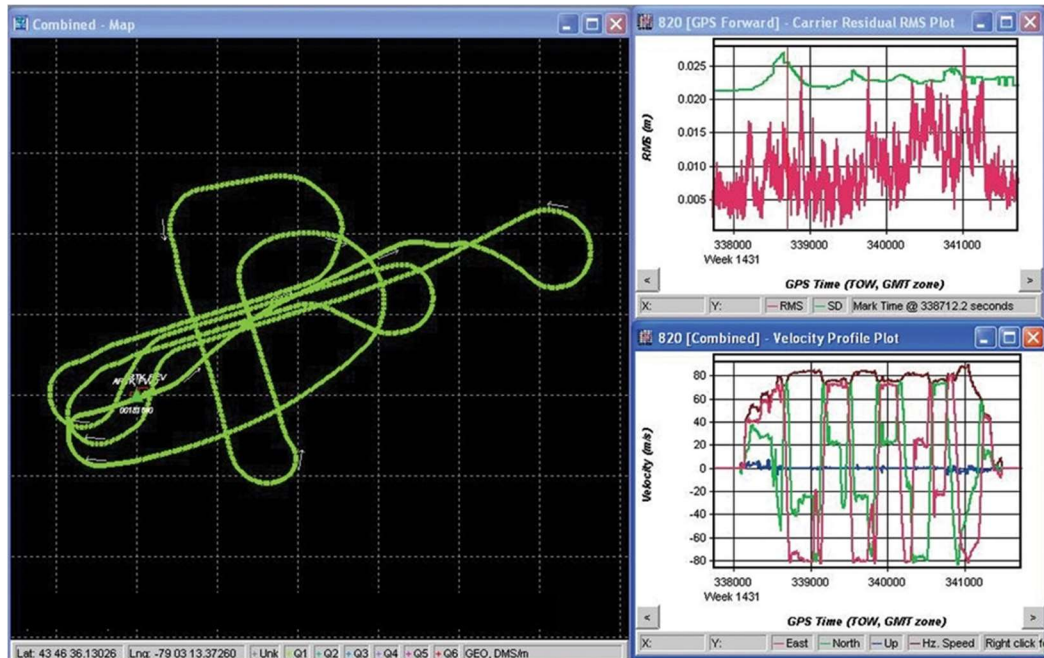 Combined - Map
Lat: 43 46 36.13026 Lng: -79 03 13.37260 Unk Q1 Q2 Q3 Q4 Q5 Q6 GEO, DMS/m
820 [GPS Forward] - Carrier Residual RMS Plot
RMS (m)
0.025
0.020
0.015
0.010
0.005
338000 339000 340000 341000
Week 1431
GPS Time (TOW, GMT zone)
X: Y: RMS SD Mark Time @ 338712.2 seconds
820 [Combined] - Velocity Profile Plot
Velocity (m/s)
80
60
40
20
0
-20
-40
-60
-80
338000 339000 340000 341000
Week 1431
GPS Time (TOW, GMT zone)
X: Y: East North Up Hz. Speed Right click fo